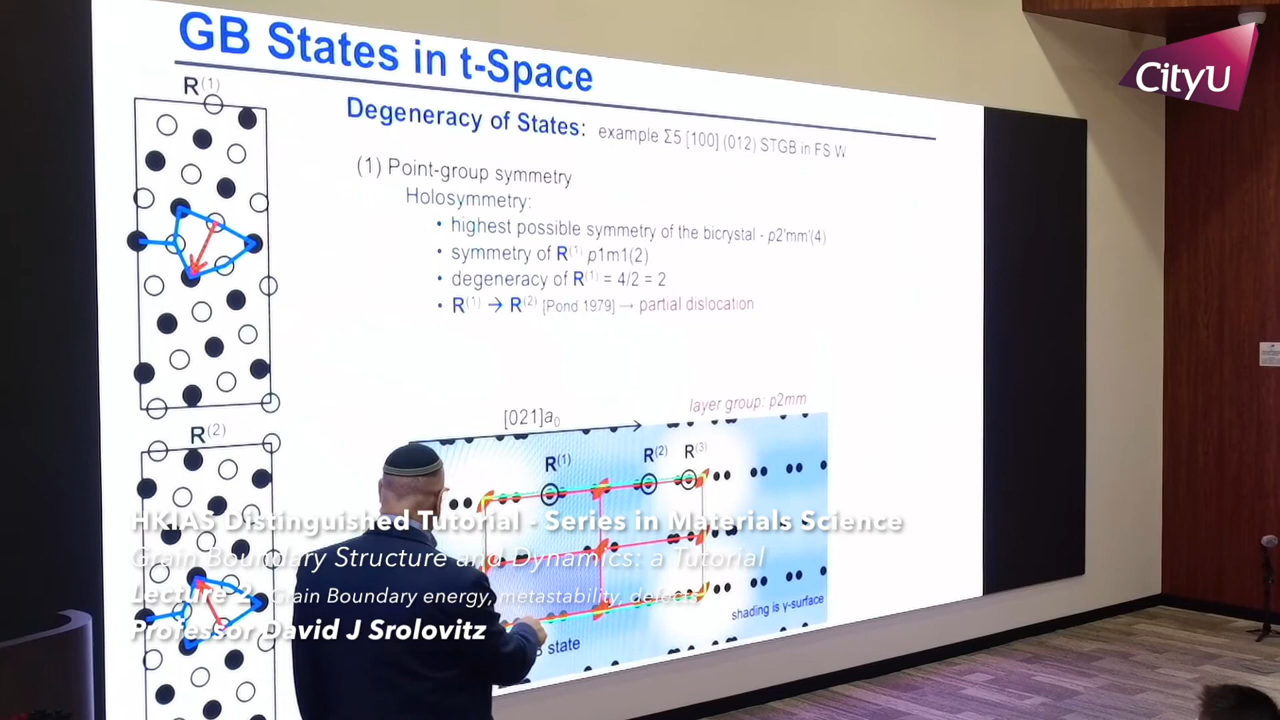 GB States in t-Space
CityU
R(1)
Degeneracy of States: example Σ5 [100] (012) STGB in FS W
(1) Point-group symmetry
Holosymmetry:
• highest possible symmetry of the bicrystal - p2'mm'(4)
• symmetry of R(1) p1m1(2)
• degeneracy of R(1) = 4/2 = 2
• R(1) → R(2) [Pond 1979] → partial dislocation
[021]a₀
layer group: p2mm
R(2)
R(1)
R(2)
R(3)
HKIAS Distinguished Tutorial - Series in Materials Science
Grain Boundary Structure and Dynamics: a Tutorial
Lecture 2: Grain Boundary energy, metastability, defects
shading is γ-surface
Professor David J Srolovitz
state